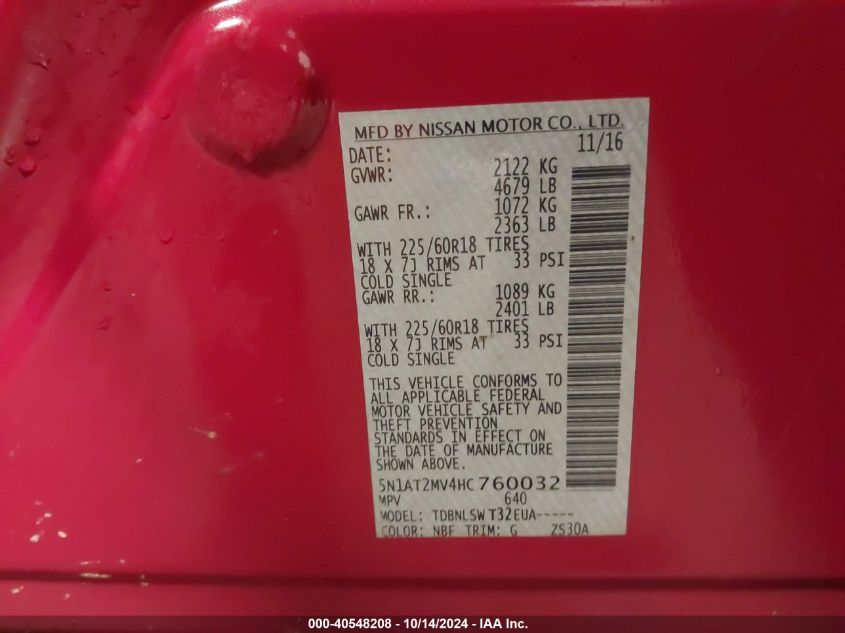 MFD BY NISSAN MOTOR CO., LTD.
DATE: 11/16
GVWR: 2122 KG
4679 LB
GAWR FR.: 1072 KG
2363 LB
WITH 225/60R18 TIRES
18 X 7J RIMS AT 33 PSI
COLD SINGLE
GAWR RR.: 1089 KG
2401 LB
WITH 225/60R18 TIRES
18 X 7J RIMS AT 33 PSI
COLD SINGLE
THIS VEHICLE CONFORMS TO
ALL APPLICABLE FEDERAL
MOTOR VEHICLE SAFETY AND
THEFT PREVENTION
STANDARDS IN EFFECT ON
THE DATE OF MANUFACTURE
SHOWN ABOVE.
5N1AT2MV4HC760032
MPV 640
MODEL: TDBNLSW T32EUA-----
COLOR: NBF TRIM: G ZS30A
000-40548208 - 10/14/2024 - IAA Inc.